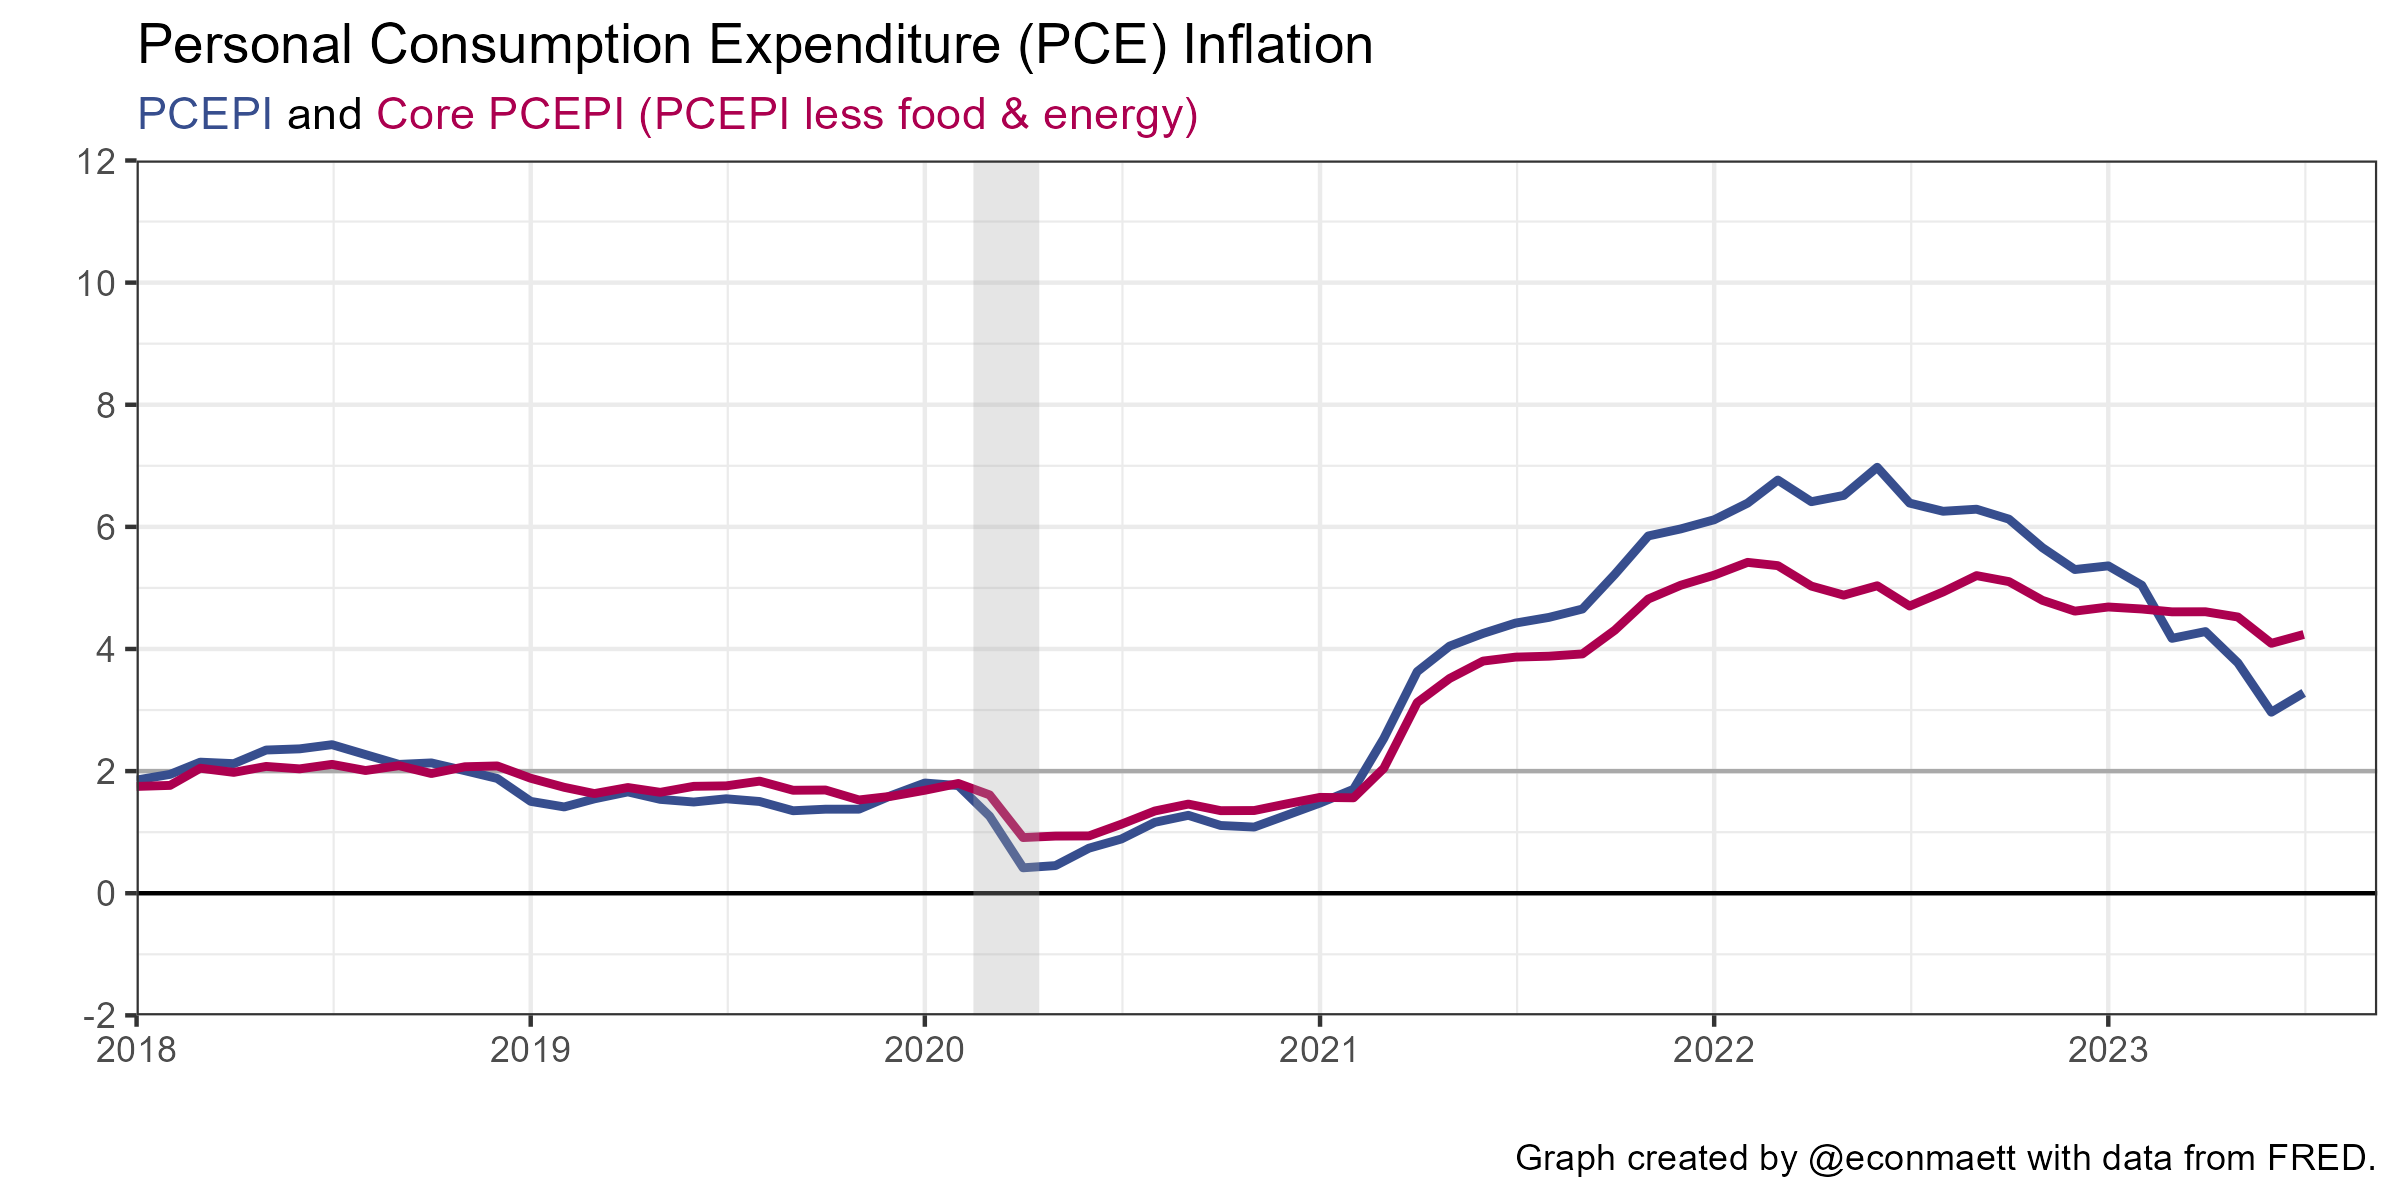 Personal Consumption Expenditure (PCE) Inflation
PCEPI and Core PCEPI (PCEPI less food & energy)
12
10
8
6
4
2
0
-2
2018 2019 2020 2021 2022 2023
Graph created by @econmaett with data from FRED.